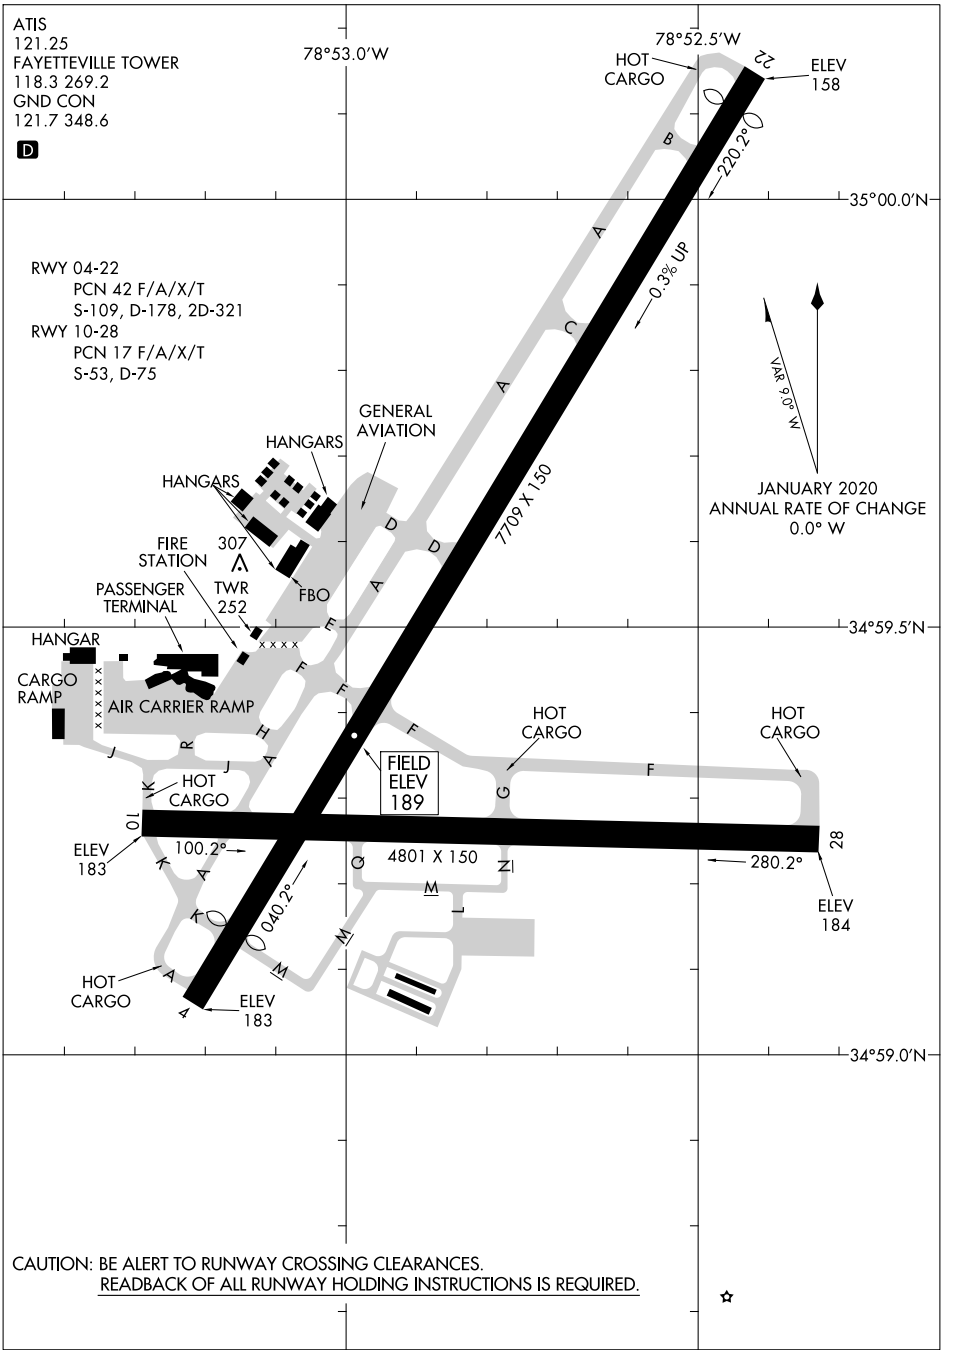 ATIS
121.25
FAYETTEVILLE TOWER
118.3 269.2
GND CON
121.7 348.6
D
78°53.0'W
78°52.5'W
HOT
CARGO
22
ELEV
158
B
220.2°
35°00.0'N
A
0.3% UP
RWY 04-22
PCN 42 F/A/X/T
S-109, D-178, 2D-321
RWY 10-28
PCN 17 F/A/X/T
S-53, D-75
C
VAR 9.0° W
A
GENERAL
AVIATION
HANGARS
HANGARS
JANUARY 2020
ANNUAL RATE OF CHANGE
0.0° W
7709 X 150
D
D
FIRE
STATION
307
TWR
252
A
FBO
PASSENGER
TERMINAL
E
34°59.5'N
HANGAR
x x x x
F
CARGO
RAMP
x x x x x x
AIR CARRIER RAMP
F
F
H
HOT
CARGO
HOT
CARGO
J
R
J
A
FIELD
ELEV
189
F
K
HOT
CARGO
G
10
28
ELEV
183
100.2°
4801 X 150
280.2°
K
A
Q
N
M
ELEV
184
K
040.2°
L
M
M
HOT
CARGO
A
4
ELEV
183
34°59.0'N
CAUTION: BE ALERT TO RUNWAY CROSSING CLEARANCES.
READBACK OF ALL RUNWAY HOLDING INSTRUCTIONS IS REQUIRED.